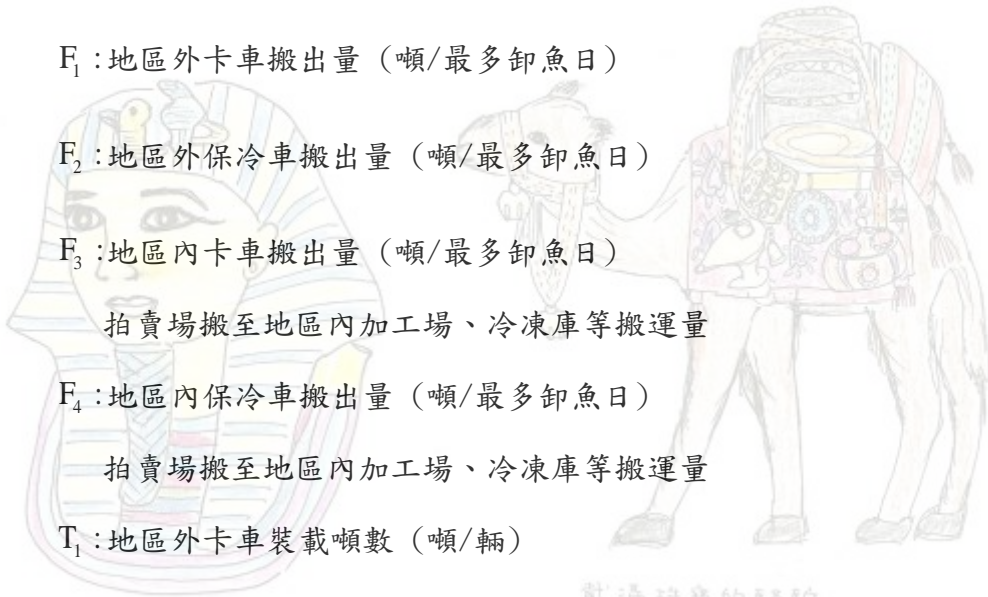 F₁:地區外卡車搬出量（噸/最多卸魚日）
F₂:地區外保冷車搬出量（噸/最多卸魚日）
F₃:地區內卡車搬出量（噸/最多卸魚日）
拍賣場搬至地區內加工場、冷凍庫等搬運量
F₄:地區內保冷車搬出量（噸/最多卸魚日）
拍賣場搬至地區內加工場、冷凍庫等搬運量
T₁:地區外卡車裝載噸數（噸/輛）